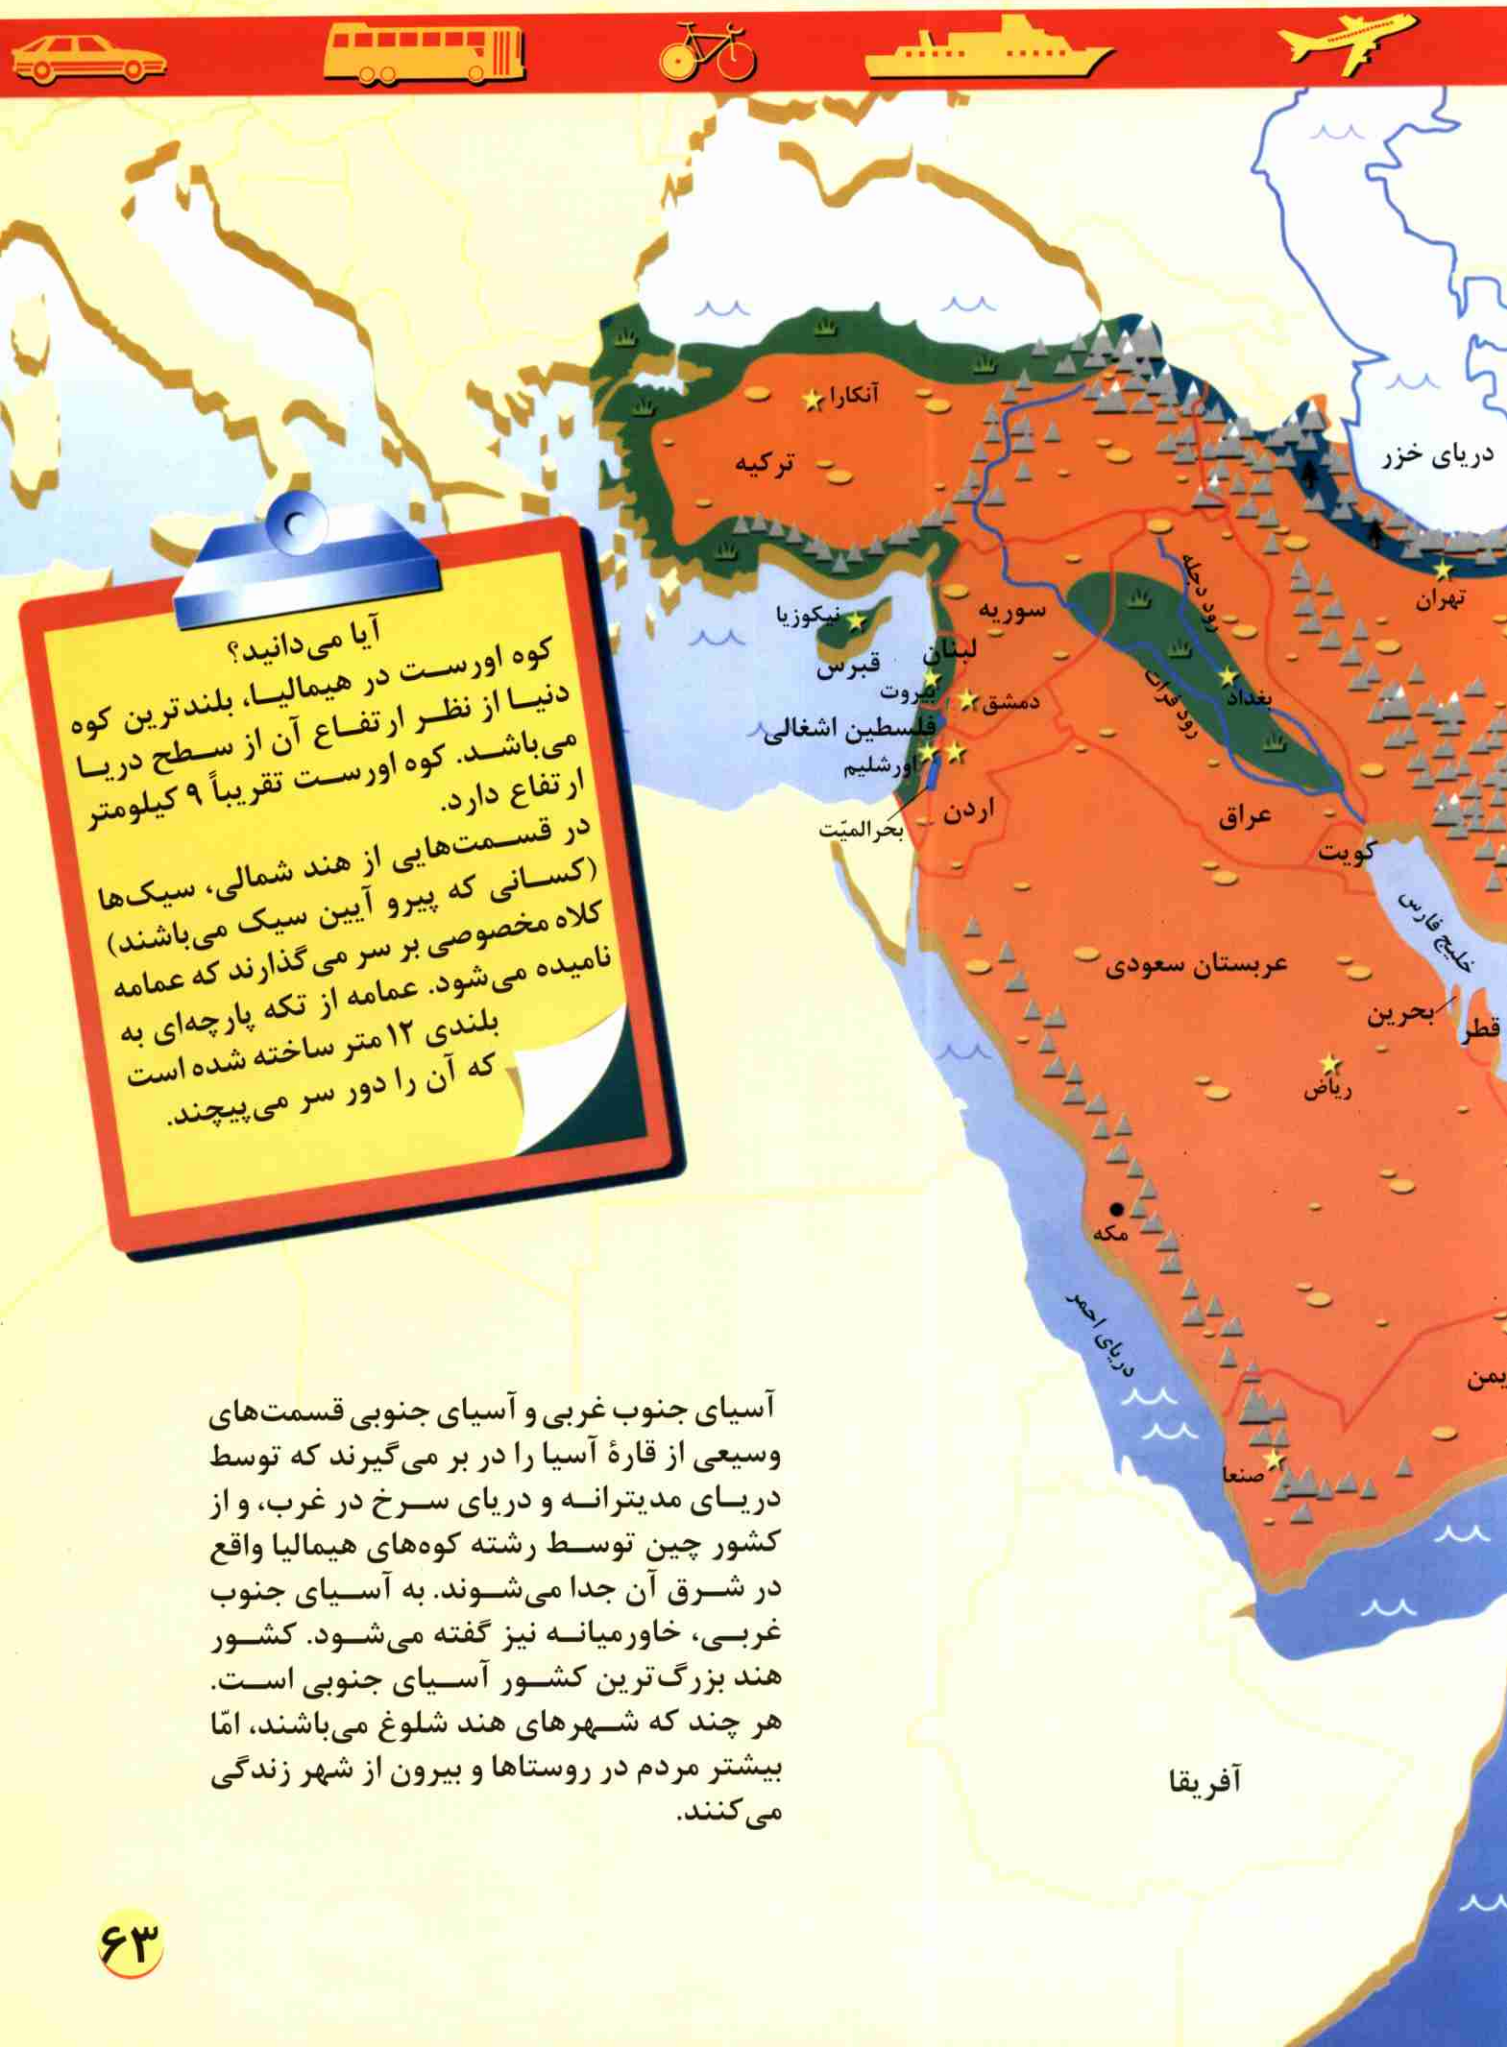 آنکارا
ترکیه
دریای خزر
تهران
رود دجله
سوریه
نیکوزیا
قبرس
لبنان
بیروت
دمشق
بغداد
رود فرات
فلسطین اشغالی
اورشلیم
بحرالمیّت
اردن
عراق
کویت
خلیج فارس
عربستان سعودی
بحرین
قطر
ریاض
مکه
دریای احمر
یمن
صنعا
آفریقا
آیا می‌دانید؟
کوه اورست در هیمالیا، بلندترین کوه
دنیا از نظر ارتفاع آن از سطح دریا
می‌باشد. کوه اورست تقریباً ۹ کیلومتر
ارتفاع دارد.
در قسمت‌هایی از هند شمالی، سیک‌ها
(کسانی که پیرو آیین سیک می‌باشند)
کلاه مخصوصی بر سر می‌گذارند که عمامه
نامیده می‌شود. عمامه از تکه پارچه‌ای به
بلندی ۱۲ متر ساخته شده است
که آن را دور سر می‌پیچند.
آسیای جنوب غربی و آسیای جنوبی قسمت‌های
وسیعی از قارهٔ آسیا را در بر می‌گیرند که توسط
دریای مدیترانه و دریای سرخ در غرب، و از
کشور چین توسط رشته کوه‌های هیمالیا واقع
در شرق آن جدا می‌شوند. به آسیای جنوب
غربی، خاورمیانه نیز گفته می‌شود. کشور
هند بزرگ‌ترین کشور آسیای جنوبی است.
هر چند که شهرهای هند شلوغ می‌باشند، امّا
بیشتر مردم در روستاها و بیرون از شهر زندگی
می‌کنند.
۶۳